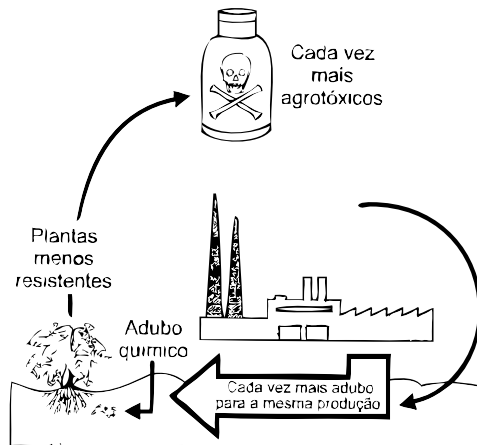 Cada vez
mais
agrotóxicos
Plantas
menos
resistentes
Adubo
químico
Cada vez mais adubo
para a mesma produção